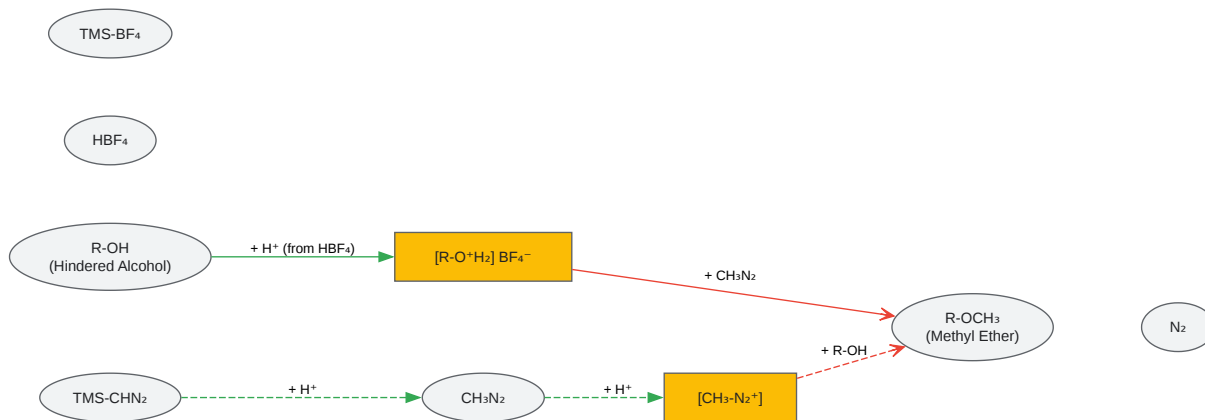 TMS-BF₄
HBF₄
R-OH
(Hindered Alcohol)
+ H⁺ (from HBF₄)
[R-O⁺H₂] BF₄⁻
+ CH₃N₂
R-OCH₃
(Methyl Ether)
N₂
+ R-OH
TMS-CHN₂
+ H⁺
CH₃N₂
+ H⁺
[CH₃-N₂⁺]